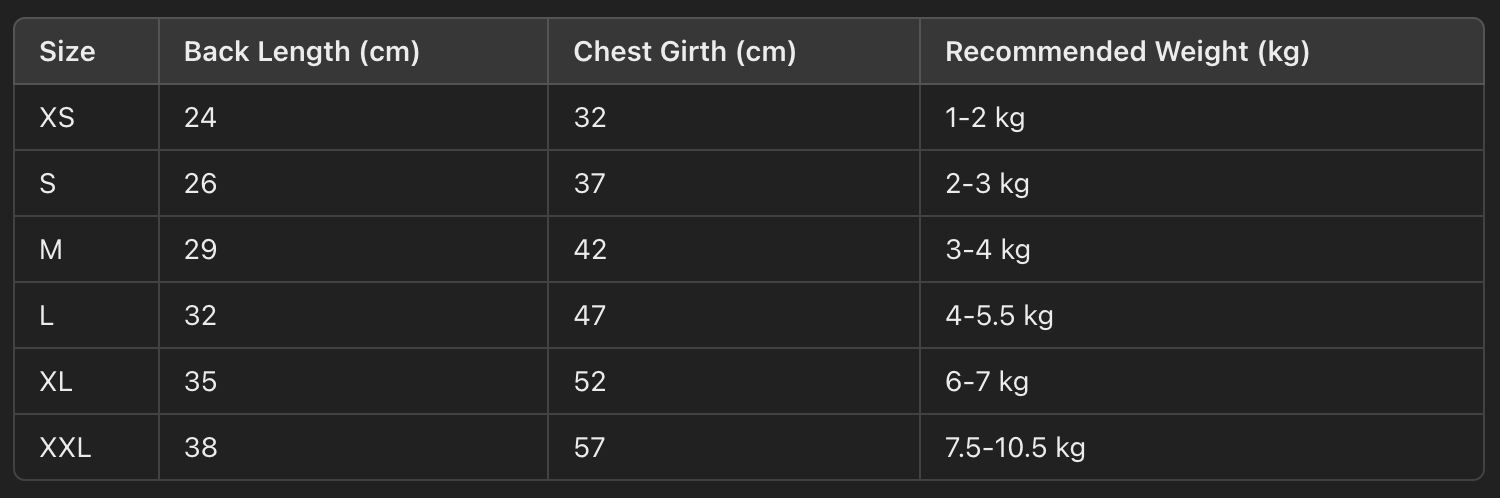 Size Back Length (cm) Chest Girth (cm) Recommended Weight (kg)
XS 24 32 1-2 kg
S 26 37 2-3 kg
M 29 42 3-4 kg
L 32 47 4-5.5 kg
XL 35 52 6-7 kg
XXL 38 57 7.5-10.5 kg